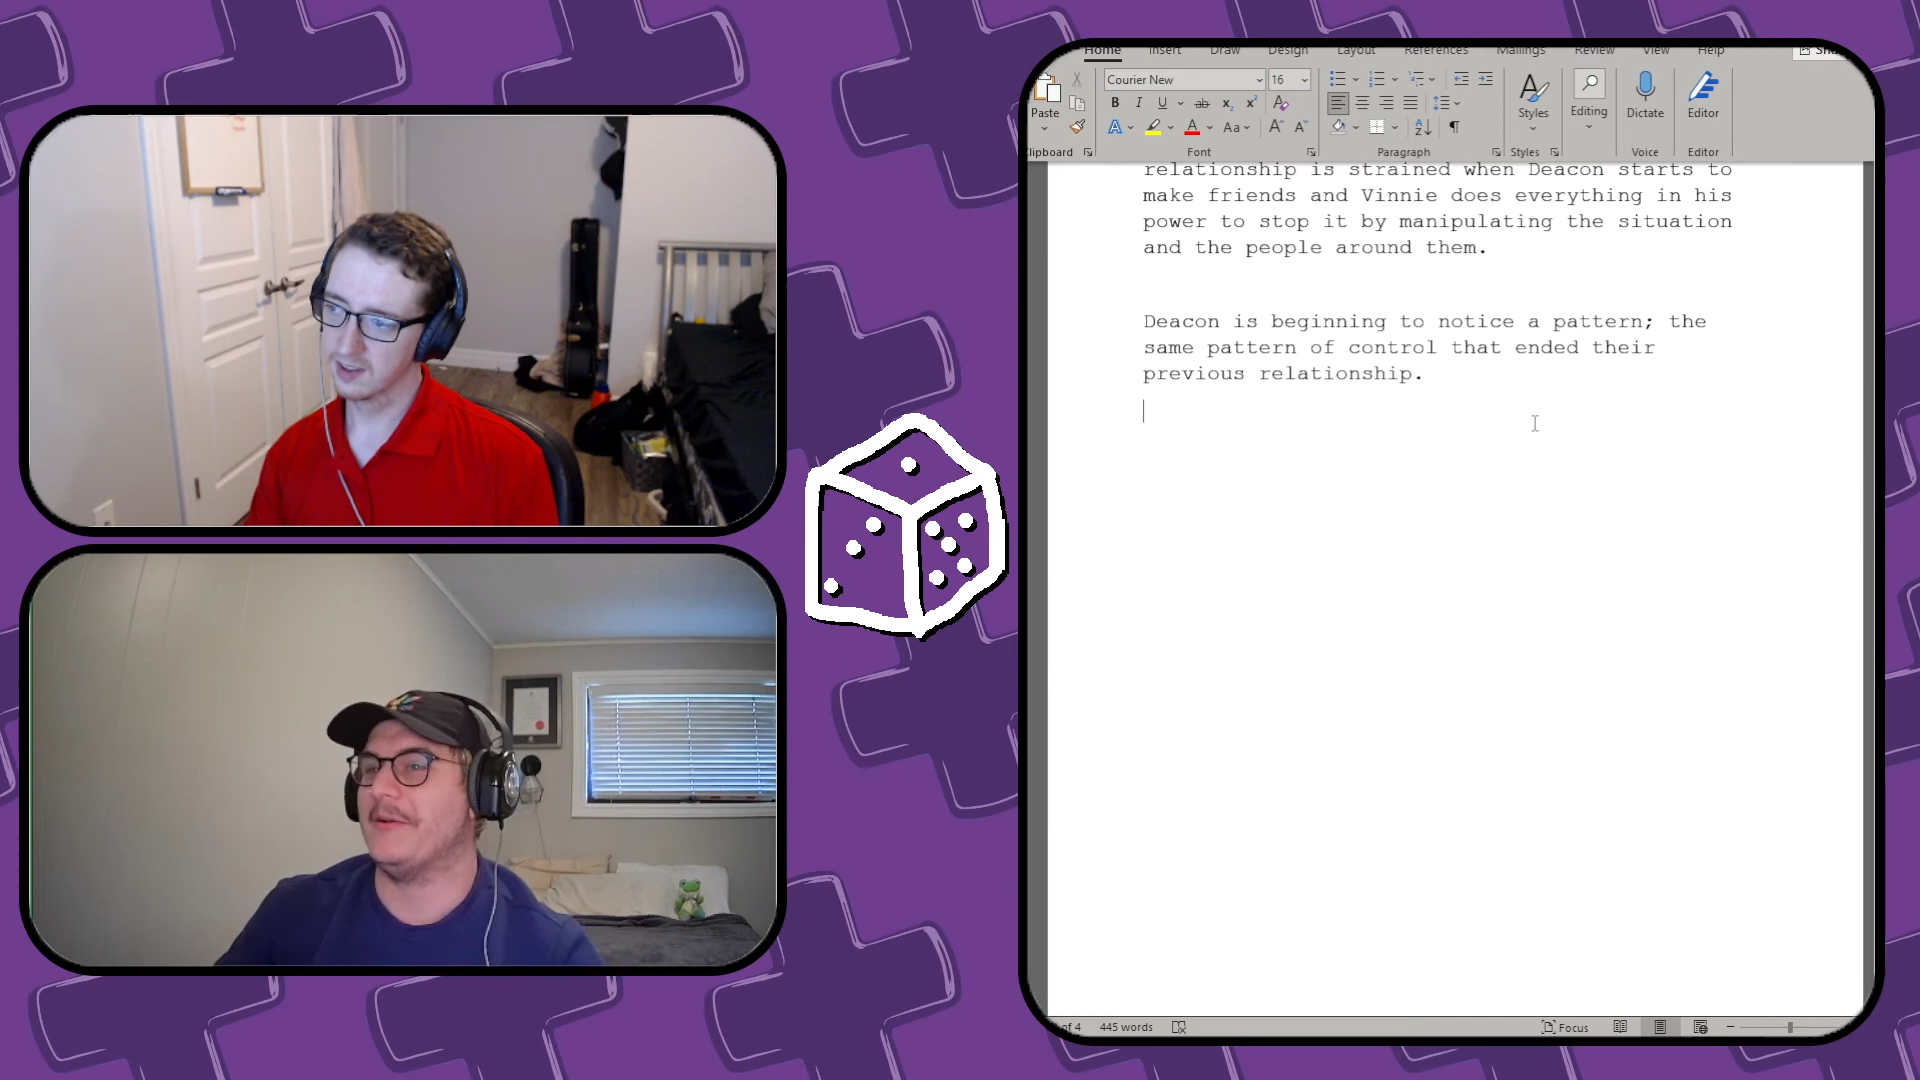 Home Insert Draw Design Layout References Mailings Review View Help
Courier New 16
Paste
Styles
Editing
Dictate
Editor
Font
Paragraph
Styles
Voice
Editor
relationship is strained when Deacon starts to
make friends and Vinnie does everything in his
power to stop it by manipulating the situation
and the people around them.
Deacon is beginning to notice a pattern; the
same pattern of control that ended their
previous relationship.
of 4 445 words Focus